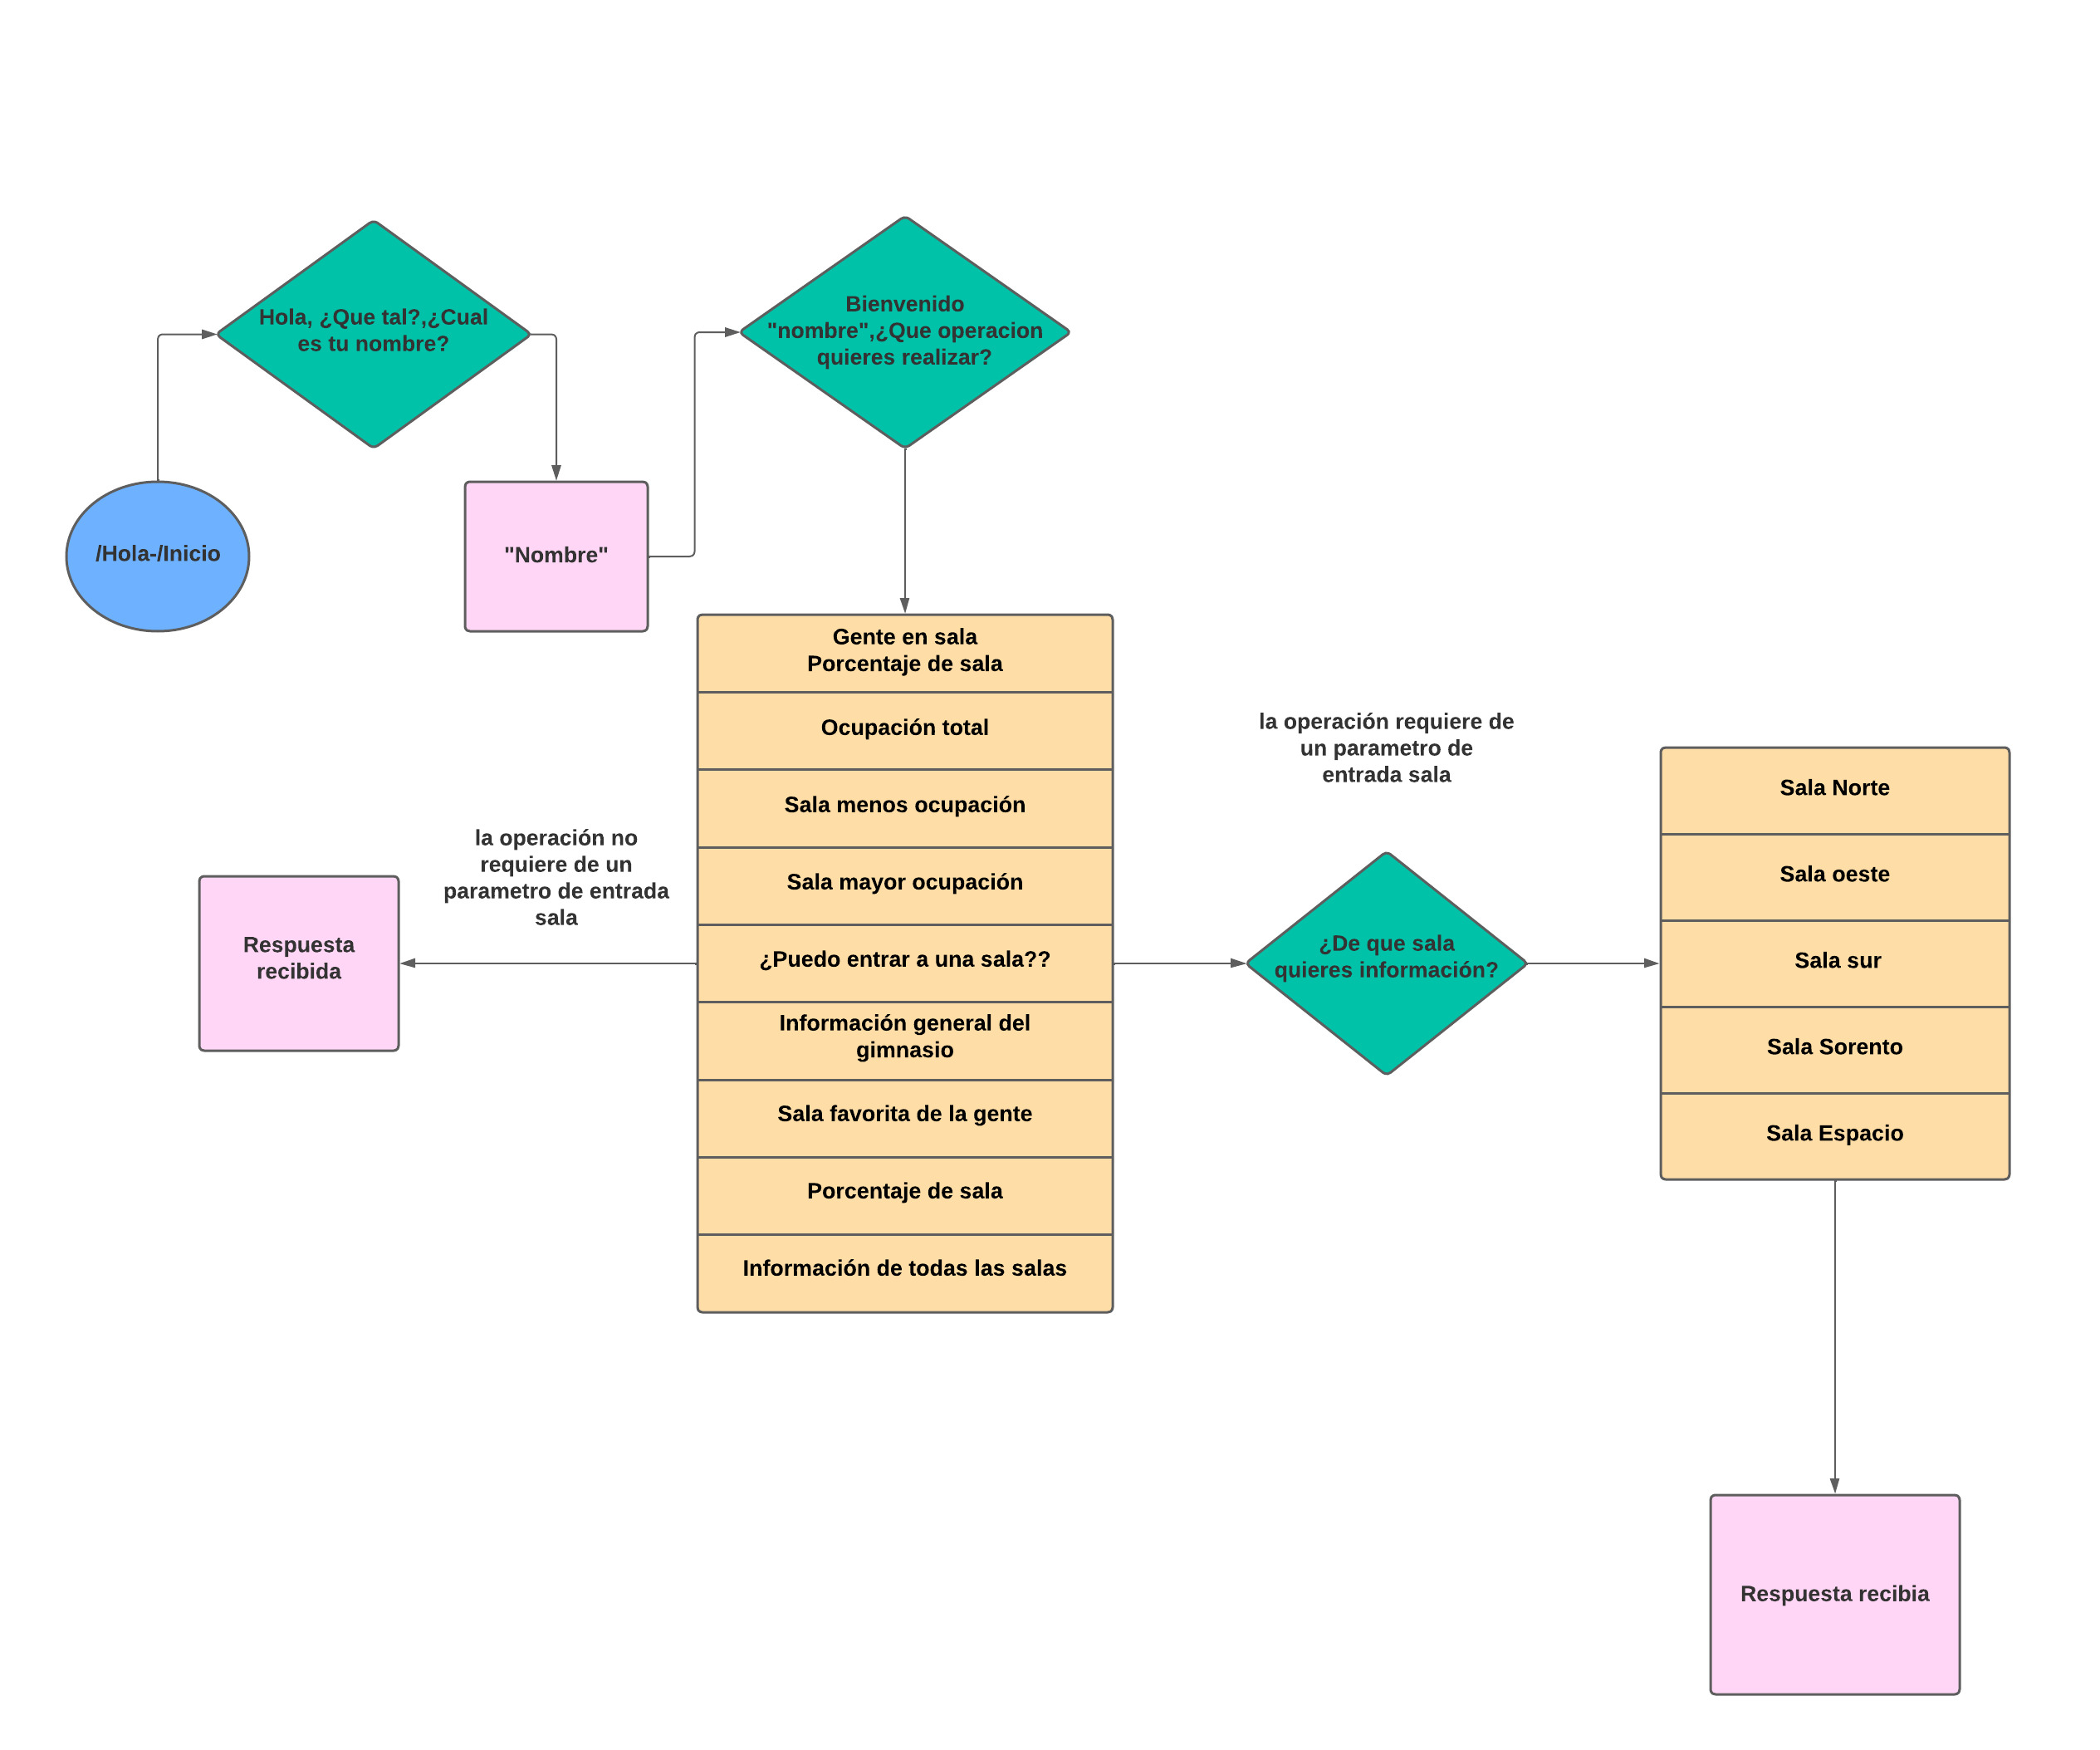 Hola, ¿Que tal?,¿Cual
es tu nombre?
Bienvenido
"nombre",¿Que operacion
quieres realizar?
/Hola-/Inicio
"Nombre"
Gente en sala
Porcentaje de sala
Ocupación total
Sala menos ocupación
Sala mayor ocupación
¿Puedo entrar a una sala??
Información general del
gimnasio
Sala favorita de la gente
Porcentaje de sala
Información de todas las salas
la operación no
requiere de un
parametro de entrada
sala
Respuesta
recibida
la operación requiere de
un parametro de
entrada sala
¿De que sala
quieres información?
Sala Norte
Sala oeste
Sala sur
Sala Sorento
Sala Espacio
Respuesta recibia